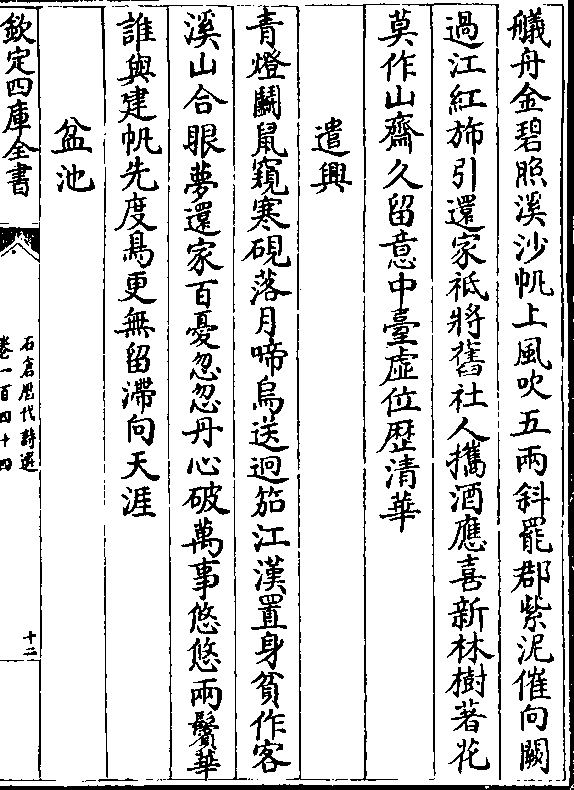 艤舟金碧照溪沙帆上風吹五兩斜罷郡紫泥催向闕
過江紅斾引還家祗將舊社人攜酒應喜新林樹著花
莫作山齋久留意中臺虛位歴清華
遣興
青燈鬭鼠窺寒硯落月啼烏送迥笳江漢置身貧作客
溪山合眼夢還家百憂忽忽丹心破萬事悠悠兩鬢華
誰與建帆先度鳥更無留滯向天涯
盆池
欽定四庫全書
石倉歴代詩選
卷一百四十四
十二